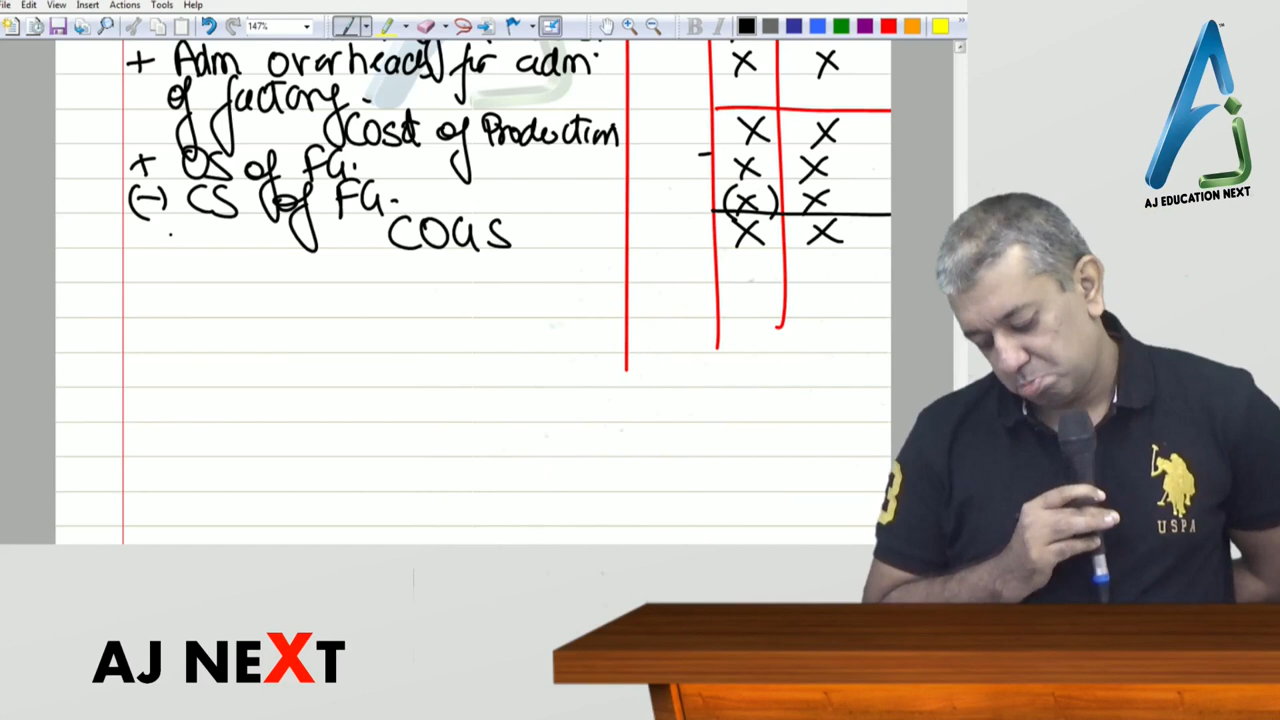 File Edit View Insert Actions Tools Help
147%
B I
+ Adm overheads for adm.
of factory.
Cost of Production
+ OS of FG.
(-) CS of FG.
COGS
X X
X X
X X
(X) X
X X
AJ EDUCATION NEXT
3
USPA
AJ NEXT